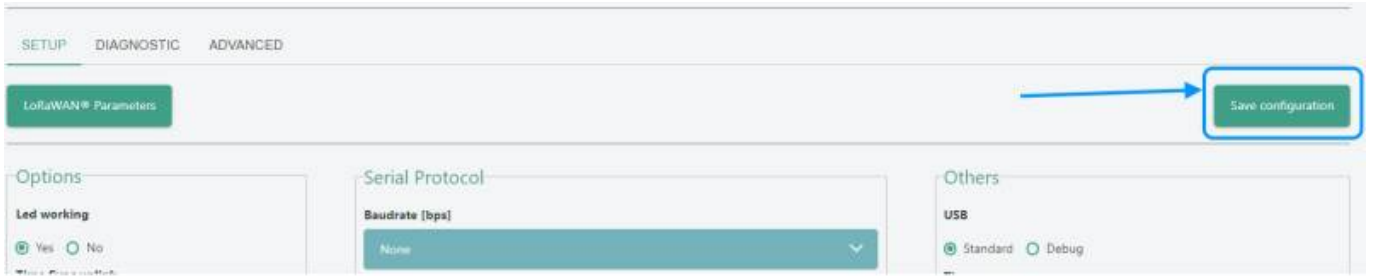 SETUP DIAGNOSTIC ADVANCED
LoRaWAN® Parameters
Save configuration
Options
Serial Protocol
Others
Led working
Baudrate [bps]
USB
Yes No
None
Standard Debug